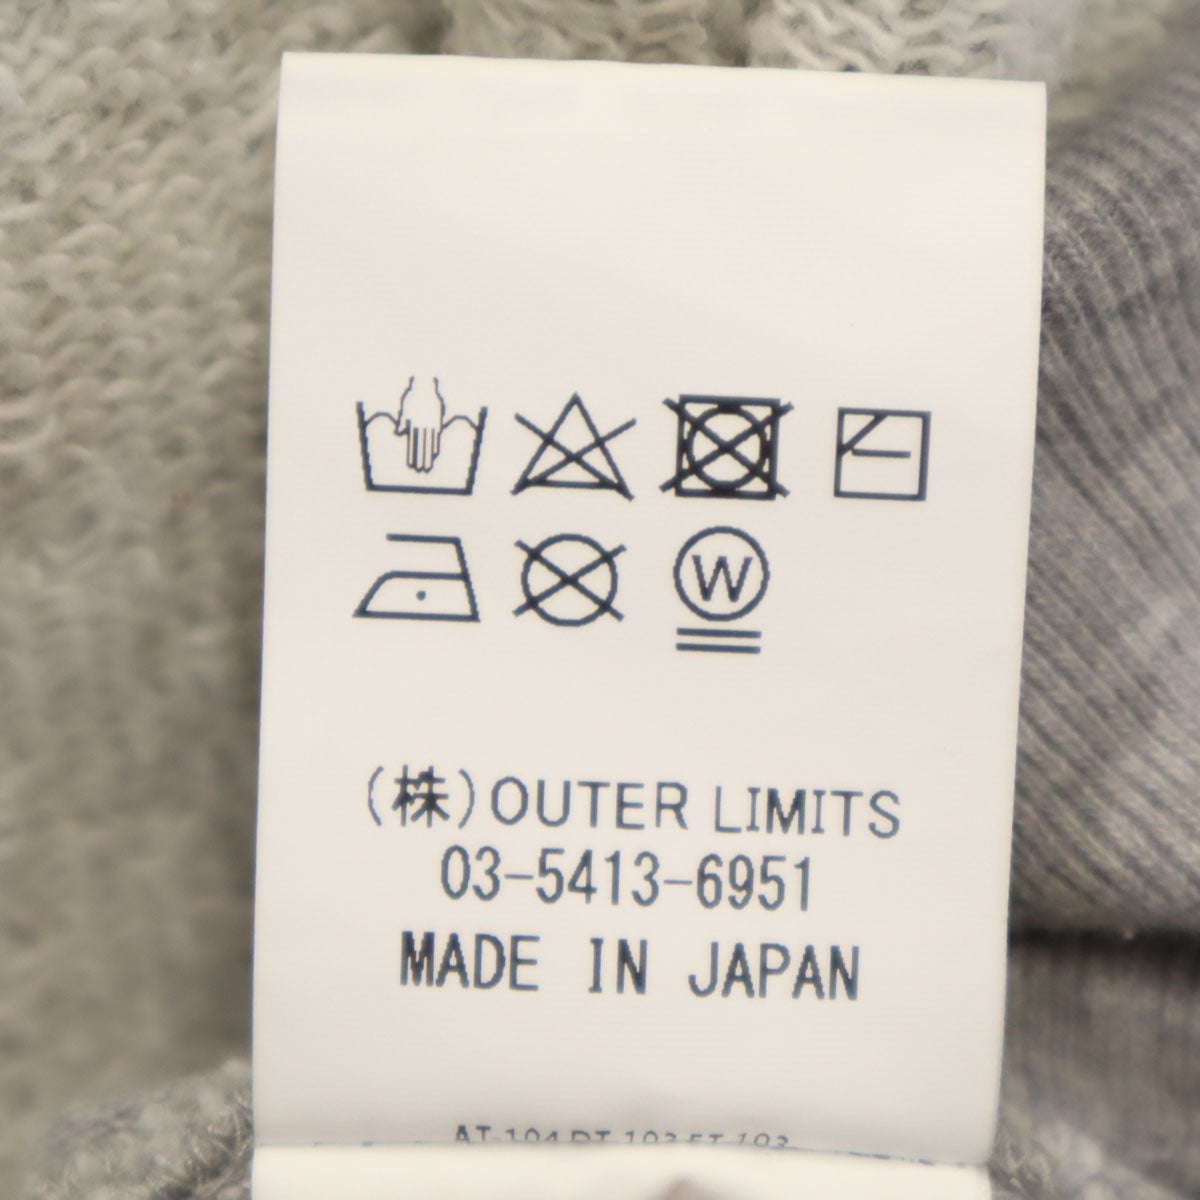 W
(株)OUTER LIMITS
03-5413-6951
MADE IN JAPAN